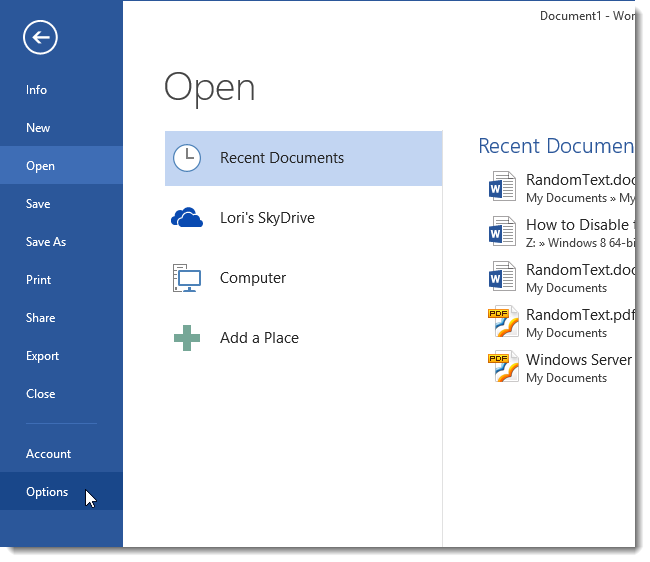 Document1 - Wor
Info
New
Open
Save
Save As
Print
Share
Export
Close
Account
Options
Open
Recent Documents
Lori's SkyDrive
Computer
Add a Place
Recent Documen
RandomText.doc
My Documents » My
How to Disable t
Z: » Windows 8 64-bi
RandomText.doc
My Documents
PDF
RandomText.pdf
My Documents
PDF
Windows Server
My Documents